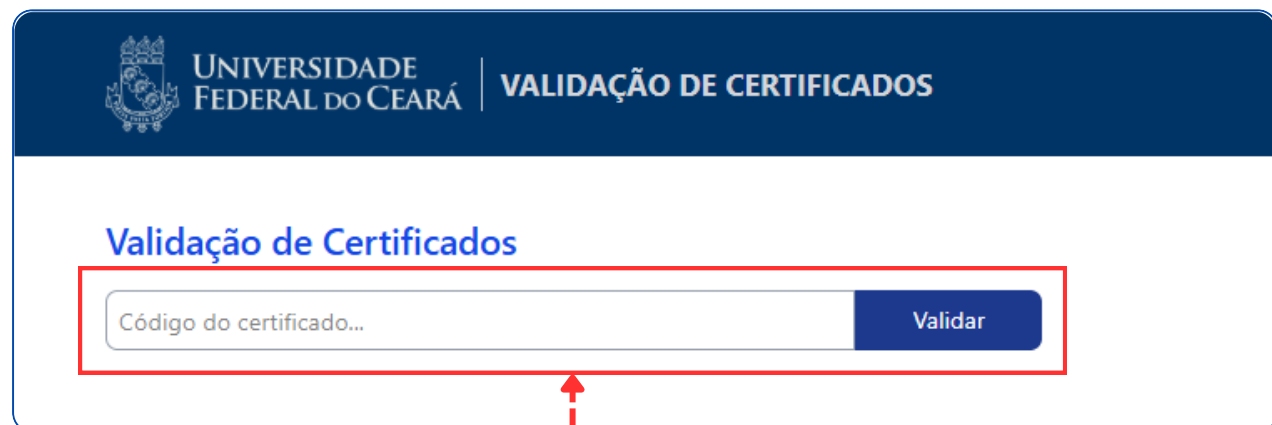 UNIVERSIDADE
FEDERAL DO CEARÁ
VALIDAÇÃO DE CERTIFICADOS
Validação de Certificados
Código do certificado...
Validar